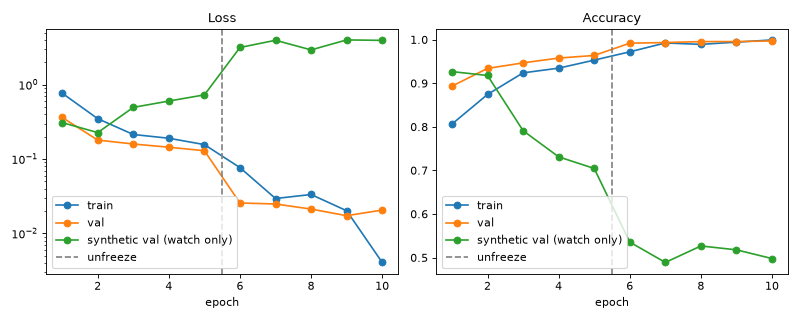 Loss
10⁰
10⁻¹
10⁻²
train
val
synthetic val (watch only)
unfreeze
2 4 6 8 10
epoch
Accuracy
1.0
0.9
0.8
0.7
0.6
0.5
train
val
synthetic val (watch only)
unfreeze
2 4 6 8 10
epoch